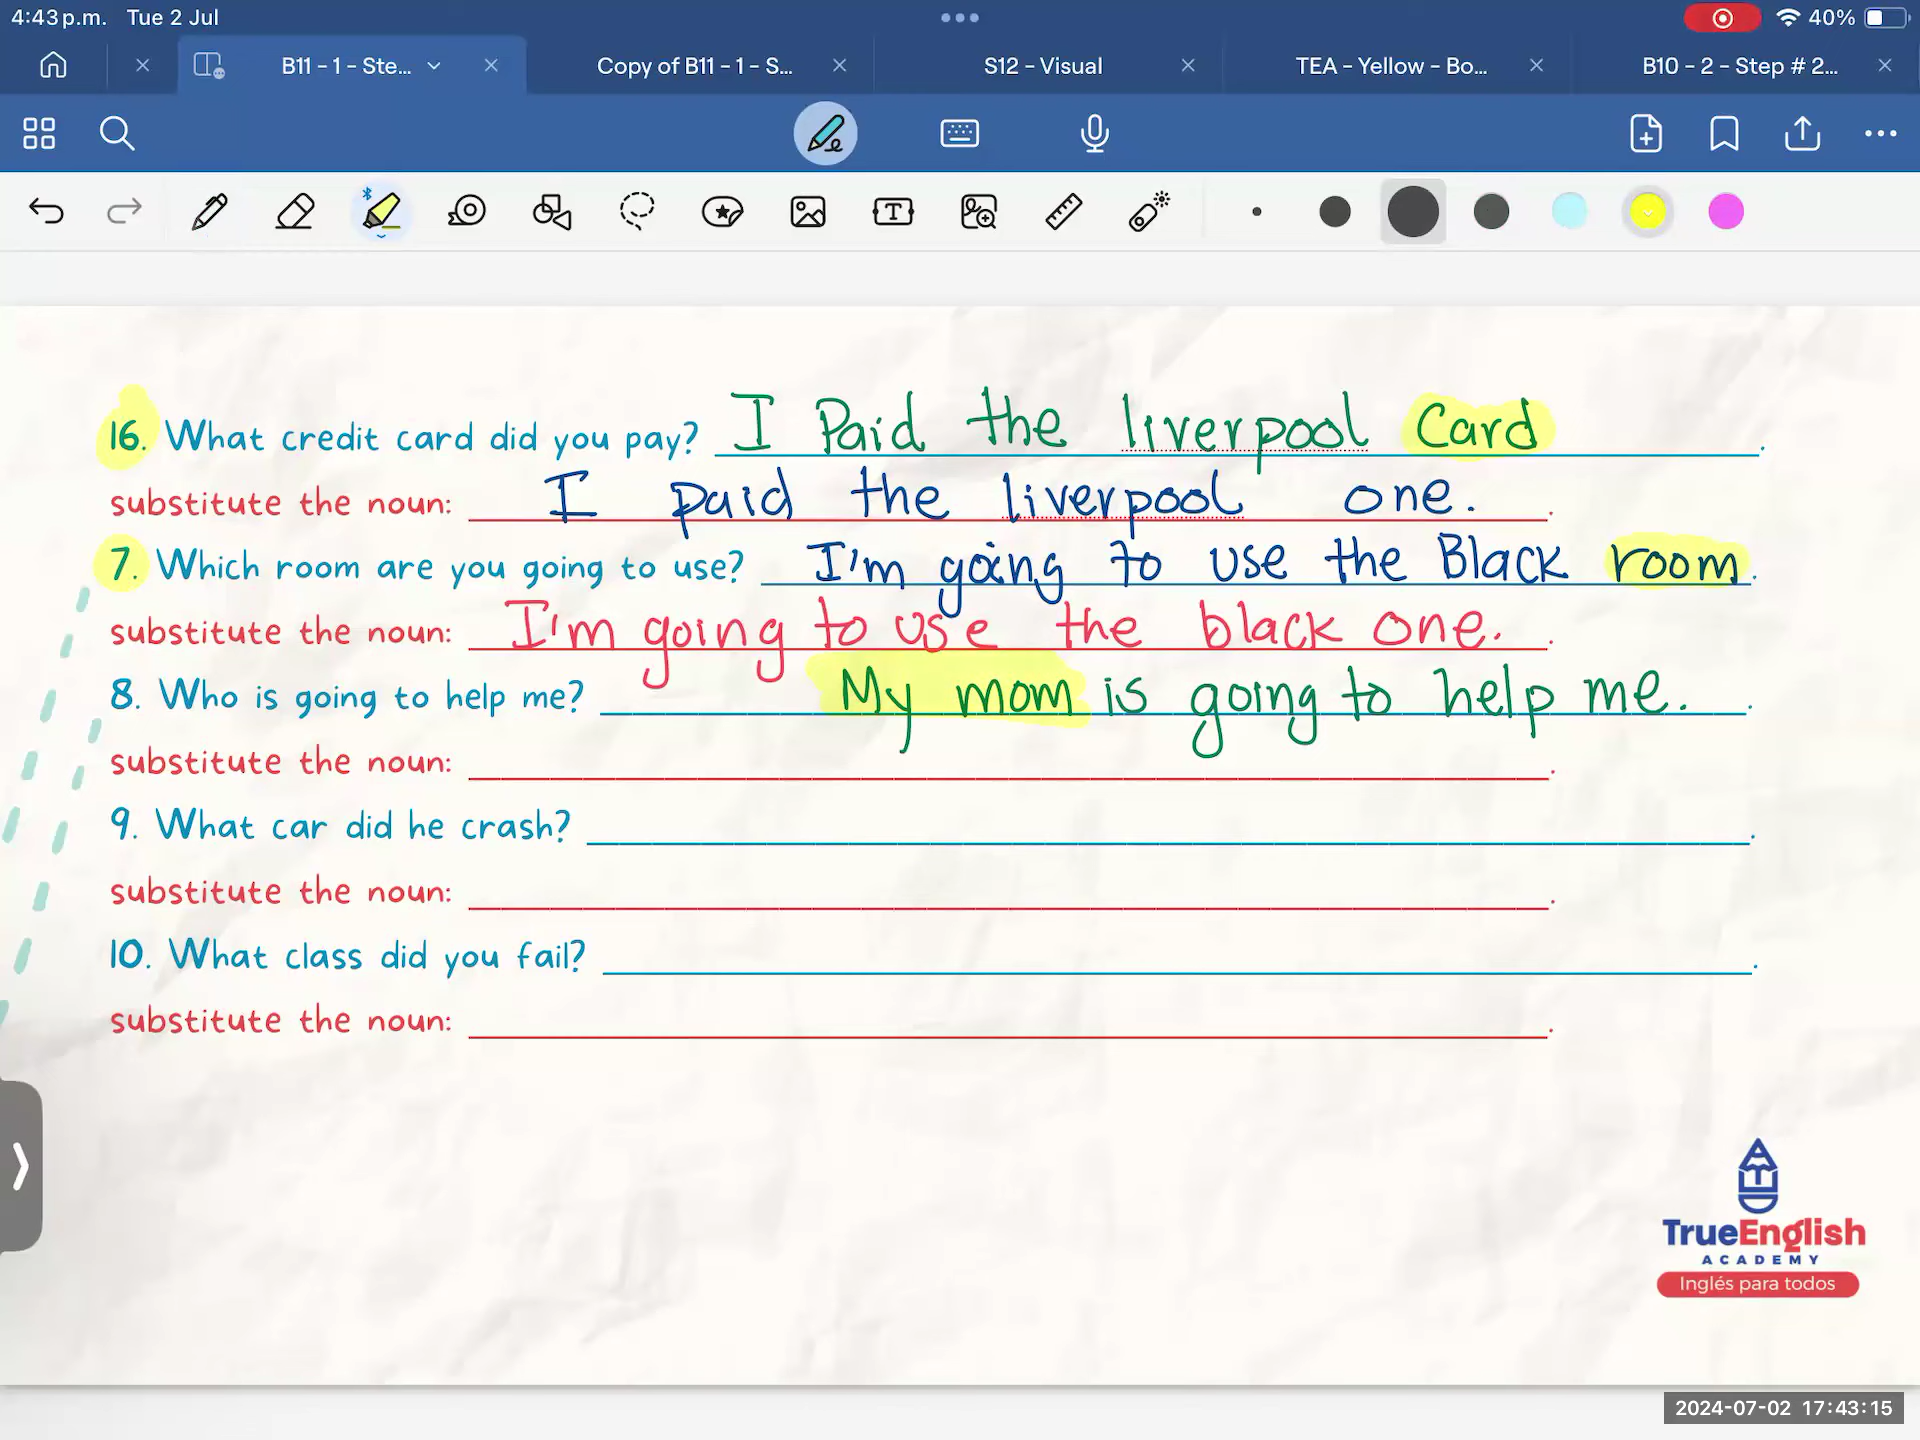 4:43 p.m. Tue 2 Jul 40%
B11 - 1 - Ste... Copy of B11 - 1 - S... S12 - Visual TEA - Yellow - Bo... B10 - 2 - Step # 2...
16. What credit card did you pay? I Paid the liverpool Card.
substitute the noun: I paid the liverpool one.
7. Which room are you going to use? I'm going to use the Black room.
substitute the noun: I'm going to use the black one.
8. Who is going to help me? My mom is going to help me.
substitute the noun: .
9. What car did he crash? .
substitute the noun: .
10. What class did you fail? .
substitute the noun: .
TrueEnglish
ACADEMY
Inglés para todos
2024-07-02 17:43:15